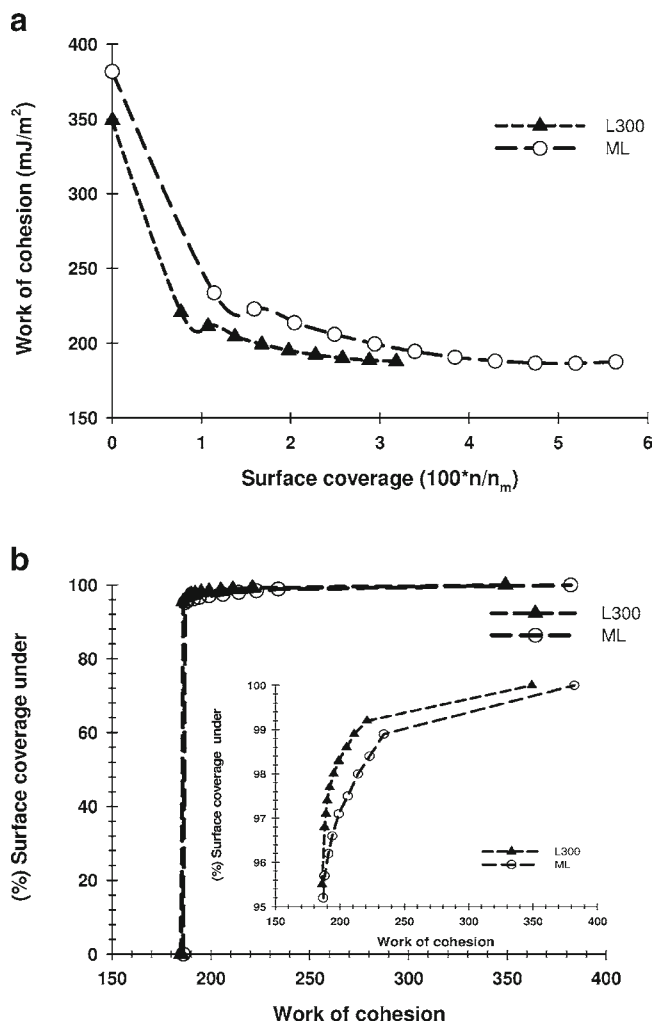 a
400
350
300
250
200
150
Work of cohesion (mJ/m²)
L300
ML
0 1 2 3 4 5 6
Surface coverage (100*n/nₘ)
b
100
80
60
40
20
0
(%) Surface coverage under
L300
ML
100
99
98
97
96
95
(%) Surface coverage under
L300
ML
150 200 250 300 350 400
Work of cohesion
150 200 250 300 350 400
Work of cohesion